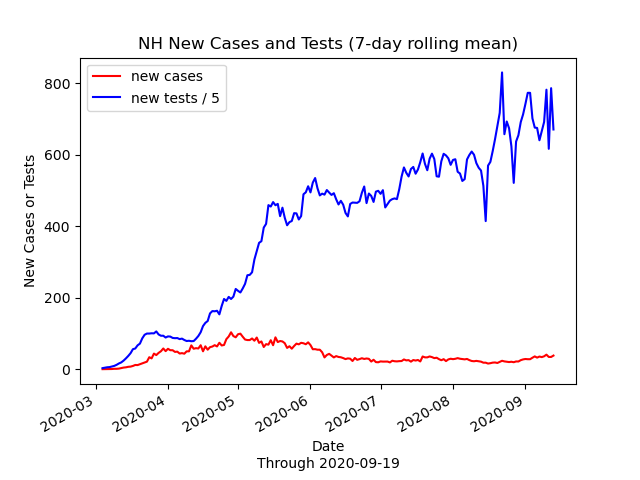 NH New Cases and Tests (7-day rolling mean)
new cases
new tests / 5
New Cases or Tests
800
600
400
200
0
2020-03
2020-04
2020-05
2020-06
2020-07
2020-08
2020-09
Date
Through 2020-09-19